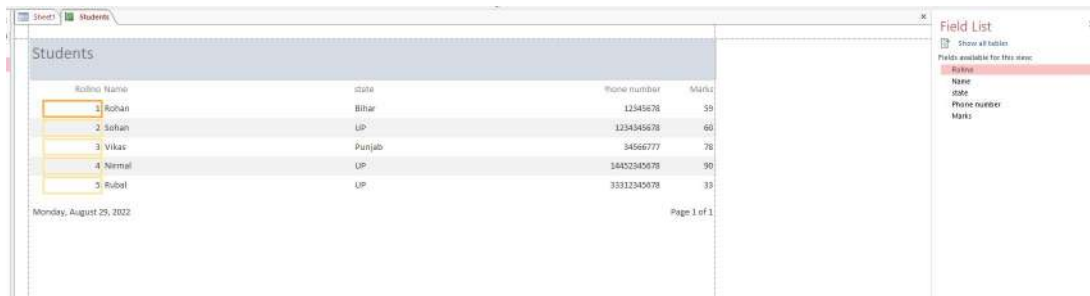 Sheet1 Students
Students
Rollno Name state Phone number Marks
1 Rohan Bihar 12345678 59
2 Sohan UP 1234345678 60
3 Vikas Punjab 34566777 78
4 Nirmal UP 14452345678 90
5 Rubal UP 33312345678 33
Monday, August 29, 2022 Page 1 of 1
Field List
Show all tables
Fields available for this view:
Rollno
Name
state
Phone number
Marks